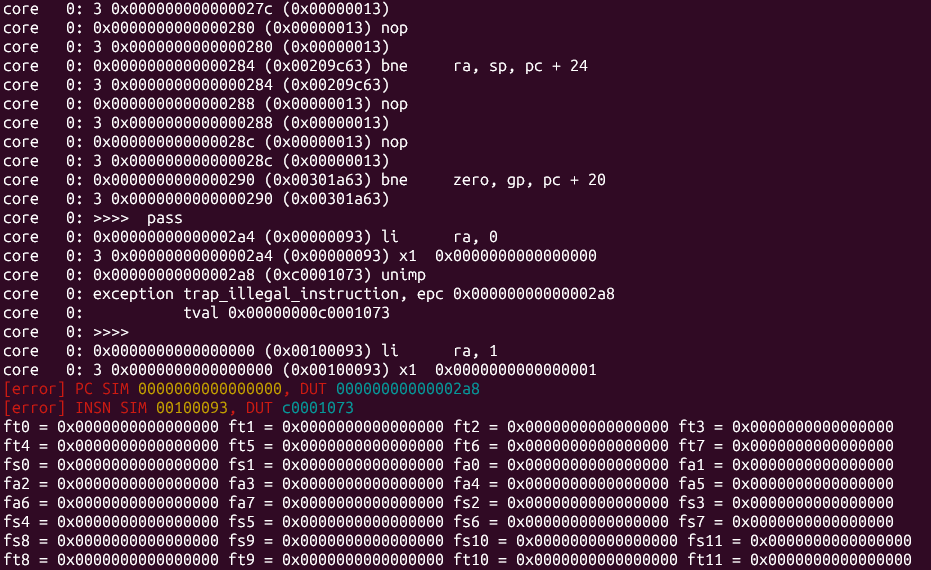 core   0: 3 0x000000000000027c (0x00000013)
core   0: 0x0000000000000280 (0x00000013) nop
core   0: 3 0x0000000000000280 (0x00000013)
core   0: 0x0000000000000284 (0x00209c63) bne     ra, sp, pc + 24
core   0: 3 0x0000000000000284 (0x00209c63)
core   0: 0x0000000000000288 (0x00000013) nop
core   0: 3 0x0000000000000288 (0x00000013)
core   0: 0x000000000000028c (0x00000013) nop
core   0: 3 0x000000000000028c (0x00000013)
core   0: 0x0000000000000290 (0x00301a63) bne     zero, gp, pc + 20
core   0: 3 0x0000000000000290 (0x00301a63)
core   0: >>>>  pass
core   0: 0x00000000000002a4 (0x00000093) li      ra, 0
core   0: 3 0x00000000000002a4 (0x00000093) x1  0x0000000000000000
core   0: 0x00000000000002a8 (0xc0001073) unimp
core   0: exception trap_illegal_instruction, epc 0x00000000000002a8
core   0:           tval 0x00000000c0001073
core   0: >>>>
core   0: 0x0000000000000000 (0x00100093) li      ra, 1
core   0: 3 0x0000000000000000 (0x00100093) x1  0x0000000000000001
[error] PC SIM 0000000000000000, DUT 00000000000002a8
[error] INSN SIM 00100093, DUT c0001073
ft0 = 0x0000000000000000 ft1 = 0x0000000000000000 ft2 = 0x0000000000000000 ft3 = 0x0000000000000000
ft4 = 0x0000000000000000 ft5 = 0x0000000000000000 ft6 = 0x0000000000000000 ft7 = 0x0000000000000000
fs0 = 0x0000000000000000 fs1 = 0x0000000000000000 fa0 = 0x0000000000000000 fa1 = 0x0000000000000000
fa2 = 0x0000000000000000 fa3 = 0x0000000000000000 fa4 = 0x0000000000000000 fa5 = 0x0000000000000000
fa6 = 0x0000000000000000 fa7 = 0x0000000000000000 fs2 = 0x0000000000000000 fs3 = 0x0000000000000000
fs4 = 0x0000000000000000 fs5 = 0x0000000000000000 fs6 = 0x0000000000000000 fs7 = 0x0000000000000000
fs8 = 0x0000000000000000 fs9 = 0x0000000000000000 fs10 = 0x0000000000000000 fs11 = 0x0000000000000000
ft8 = 0x0000000000000000 ft9 = 0x0000000000000000 ft10 = 0x0000000000000000 ft11 = 0x0000000000000000